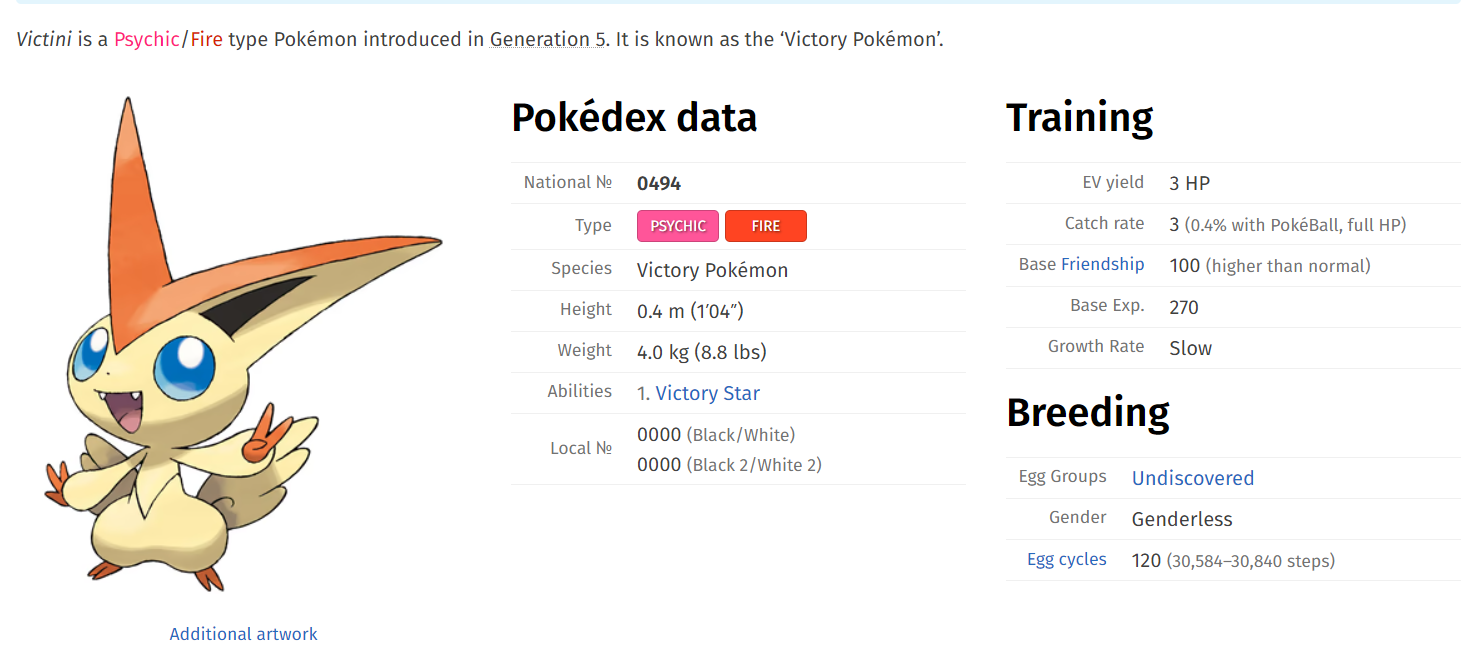 Victini is a Psychic/Fire type Pokémon introduced in Generation 5. It is known as the ‘Victory Pokémon’.
Pokédex data
National № 0494
Type PSYCHIC FIRE
Species Victory Pokémon
Height 0.4 m (1′04″)
Weight 4.0 kg (8.8 lbs)
Abilities 1. Victory Star
Local № 0000 (Black/White)
0000 (Black 2/White 2)
Training
EV yield 3 HP
Catch rate 3 (0.4% with PokéBall, full HP)
Base Friendship 100 (higher than normal)
Base Exp. 270
Growth Rate Slow
Breeding
Egg Groups Undiscovered
Gender Genderless
Egg cycles 120 (30,584–30,840 steps)
Additional artwork